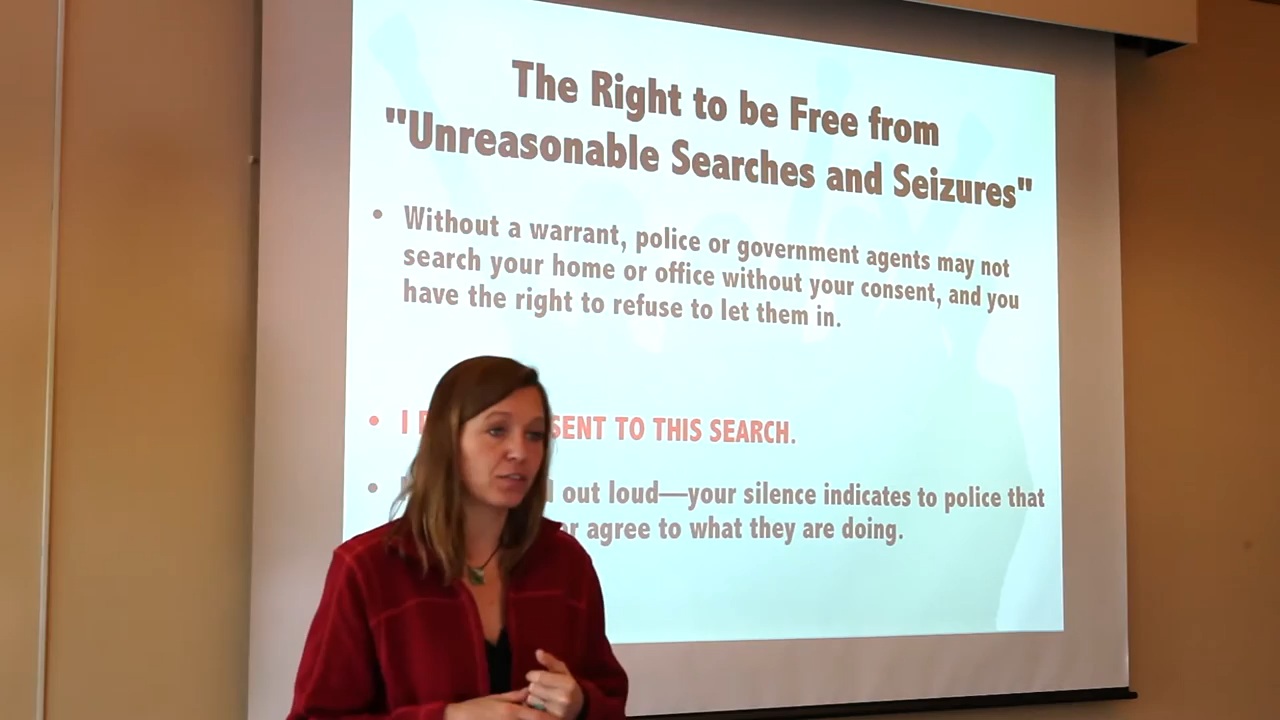 The Right to be Free from
"Unreasonable Searches and Seizures"
• Without a warrant, police or government agents may not
search your home or office without your consent, and you
have the right to refuse to let them in.
• I SENT TO THIS SEARCH.
• out loud—your silence indicates to police that
agree to what they are doing.